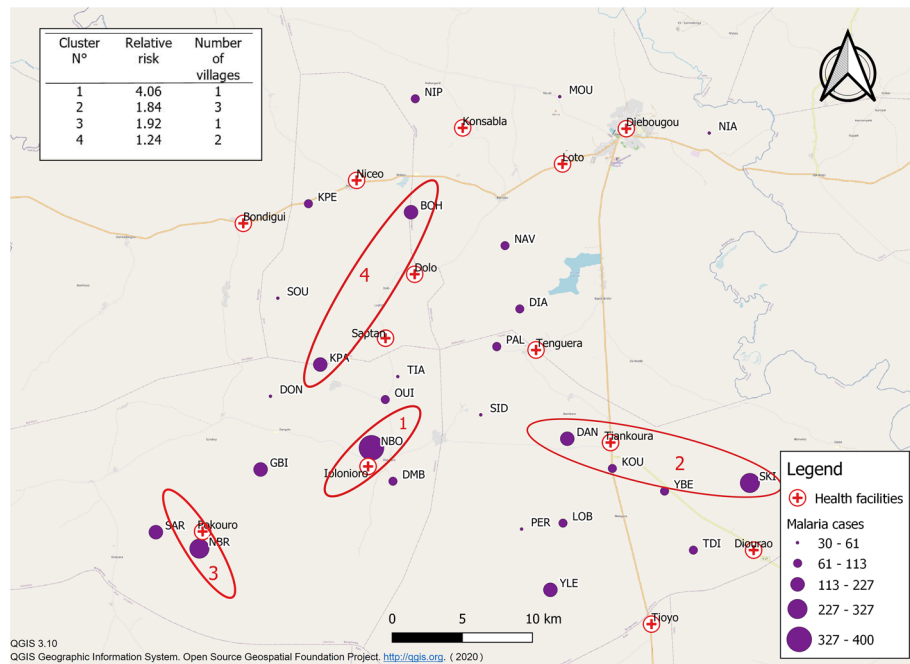 Cluster N° Relative risk Number of villages
1 4.06 1
2 1.84 3
3 1.92 1
4 1.24 2
NIP
MOU
Konsabla
Diebougou
NIA
Loto
Niceo
KPE
BOH
Bondigui
NAV
4
Dolo
SOU
DIA
Saptan
PAL
Tenguera
KPA
TIA
DON
OUI
SID
1
NBO
DAN
Tiankoura
2
Iolonioro
GBI
DMB
KOU
SKI
YBE
SAR
Pakouro
NBR
3
PER
LOB
TDI
Diourao
YLE
Tioyo
Legend
Health facilities
Malaria cases
30 - 61
61 - 113
113 - 227
227 - 327
327 - 400
0 5 10 km
QGIS 3.10
QGIS Geographic Information System. Open Source Geospatial Foundation Project. http://qgis.org. ( 2020 )